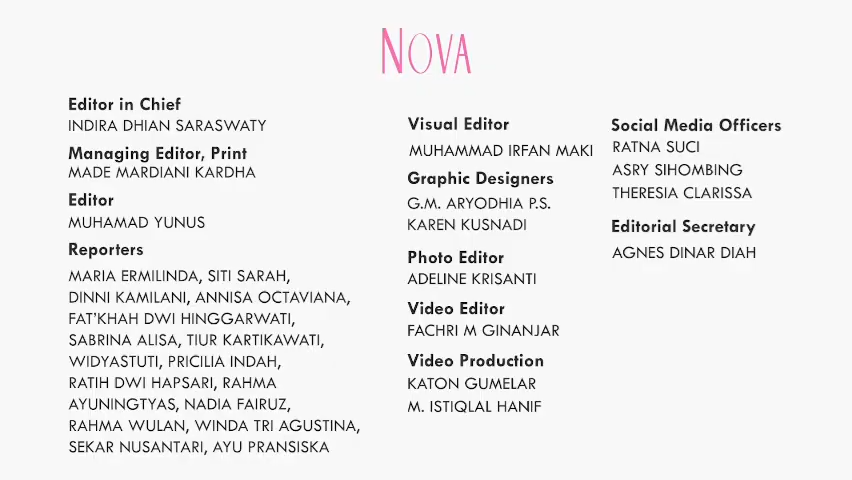 NOVA
Editor in Chief
INDIRA DHIAN SARASWATY
Managing Editor, Print
MADE MARDIANI KARDHA
Editor
MUHAMAD YUNUS
Reporters
MARIA ERMILINDA, SITI SARAH,
DINNI KAMILANI, ANNISA OCTAVIANA,
FAT'KHAH DWI HINGGARWATI,
SABRINA ALISA, TIUR KARTIKAWATI,
WIDYASTUTI, PRICILIA INDAH,
RATIH DWI HAPSARI, RAHMA
AYUNINGTYAS, NADIA FAIRUZ,
RAHMA WULAN, WINDA TRI AGUSTINA,
SEKAR NUSANTARI, AYU PRANSISKA
Visual Editor
MUHAMMAD IRFAN MAKI
Graphic Designers
G.M. ARYODHIA P.S.
KAREN KUSNADI
Photo Editor
ADELINE KRISANTI
Video Editor
FACHRI M GINANJAR
Video Production
KATON GUMELAR
M. ISTIQLAL HANIF
Social Media Officers
RATNA SUCI
ASRY SIHOMBING
THERESIA CLARISSA
Editorial Secretary
AGNES DINAR DIAH